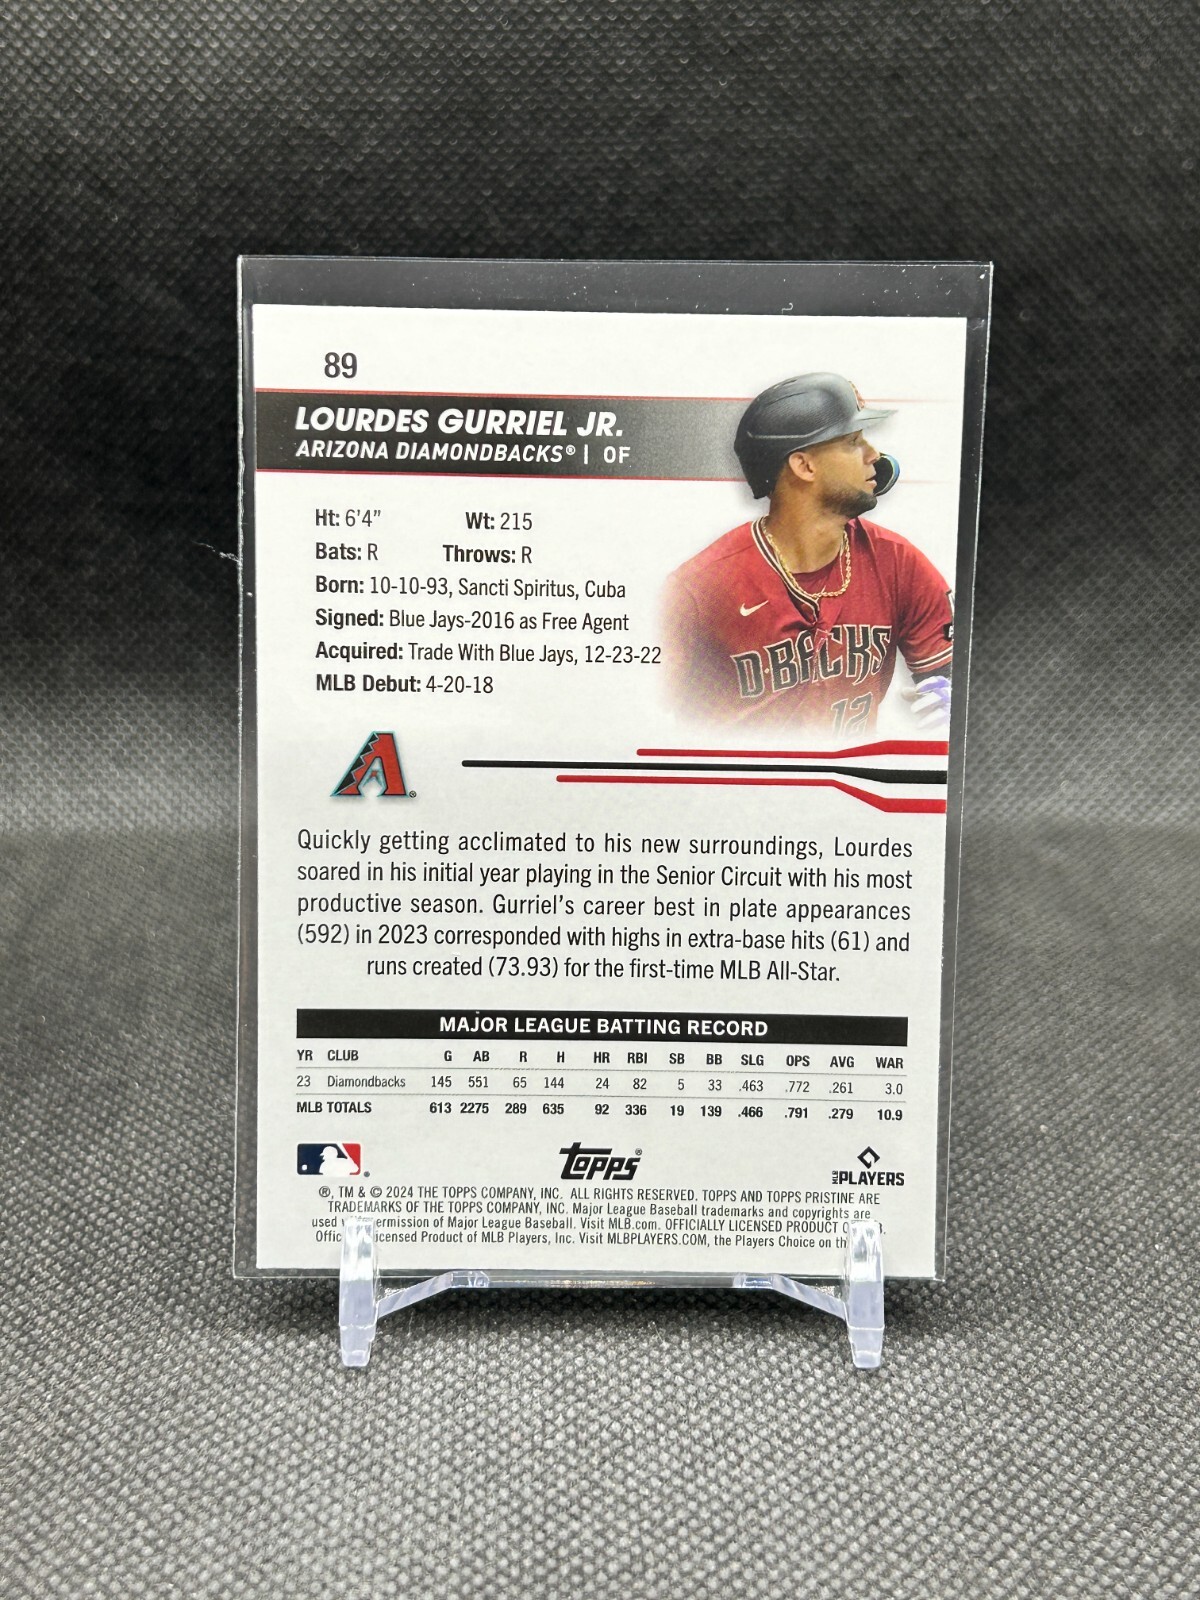 89
LOURDES GURRIEL JR.
ARIZONA DIAMONDBACKS® | OF
Ht: 6'4" Wt: 215
Bats: R Throws: R
Born: 10-10-93, Sancti Spiritus, Cuba
Signed: Blue Jays-2016 as Free Agent
Acquired: Trade With Blue Jays, 12-23-22
MLB Debut: 4-20-18
D-BACKS
12
Quickly getting acclimated to his new surroundings, Lourdes
soared in his initial year playing in the Senior Circuit with his most
productive season. Gurriel's career best in plate appearances
(592) in 2023 corresponded with highs in extra-base hits (61) and
runs created (73.93) for the first-time MLB All-Star.
MAJOR LEAGUE BATTING RECORD
YR CLUB G AB R H HR RBI SB BB SLG OPS AVG WAR
23 Diamondbacks 145 551 65 144 24 82 5 33 .463 .772 .261 3.0
MLB TOTALS 613 2275 289 635 92 336 19 139 .466 .791 .279 10.9
topps®
MLB PLAYERS
®, TM & © 2024 THE TOPPS COMPANY, INC. ALL RIGHTS RESERVED. TOPPS AND TOPPS PRISTINE ARE
TRADEMARKS OF THE TOPPS COMPANY, INC. Major League Baseball trademarks and copyrights are
used ermission of Major League Baseball. Visit MLB.com. OFFICIALLY LICENSED PRODUCT
Offic icensed Product of MLB Players, Inc. Visit MLBPLAYERS.COM, the Players Choice on th